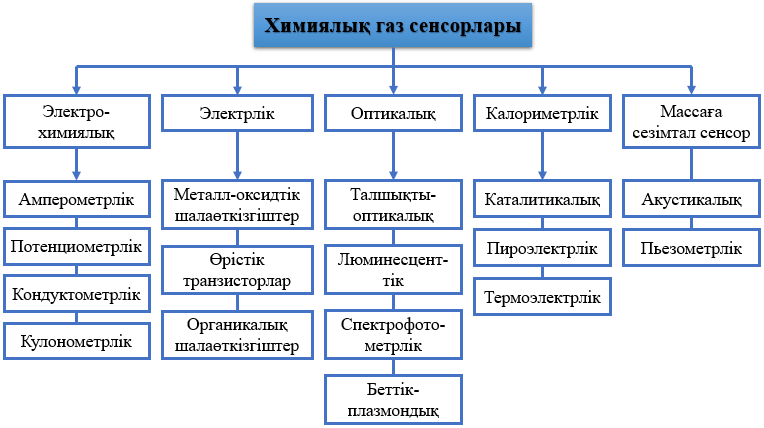 Химиялық газ сенсорлары
Электро-
химиялық
Электрлік
Оптикалық
Калориметрлік
Массаға
сезімтал сенсор
Амперометрлік
Потенциометрлік
Кондуктометрлік
Кулонометрлік
Металл-оксидтік
шалаөткізгіштер
Өрістік
транзисторлар
Органикалық
шалаөткізгіштер
Талшықты-
оптикалық
Люминесцент-
тік
Спектрофото-
метрлік
Беттік-
плазмондық
Каталитикалық
Пироэлектрлік
Термоэлектрлік
Акустикалық
Пьезометрлік